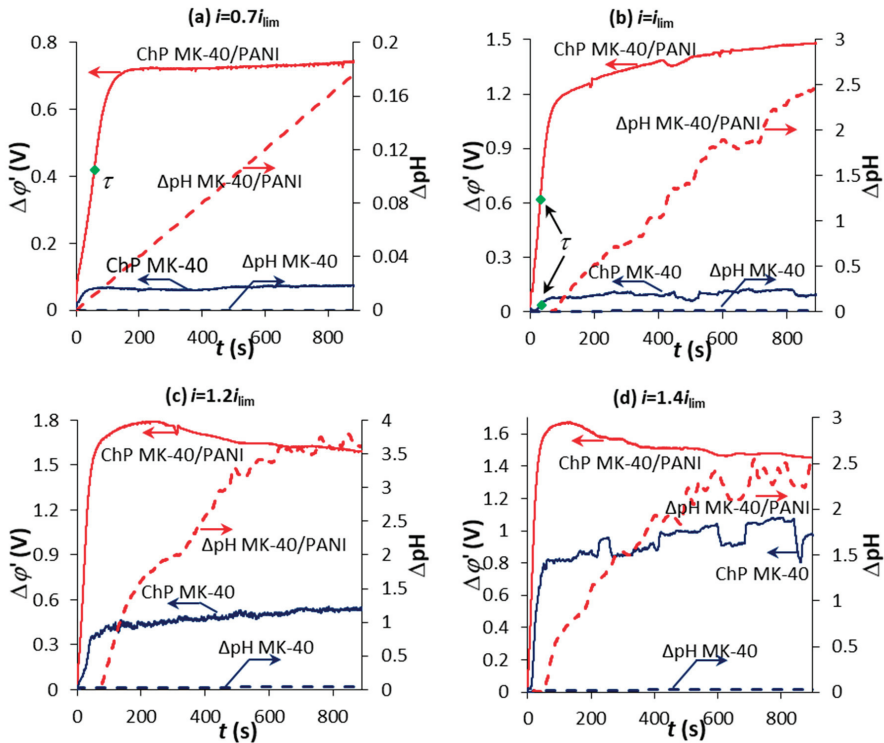 (a) i=0.7ilim
ChP MK-40/PANI
τ
ΔpH MK-40/PANI
ChP MK-40
ΔpH MK-40
0.8
0.6
0.4
0.2
0
0.2
0.16
0.12
0.08
0.04
0
0 200 400 600 800
Δφ' (V)
ΔpH
t (s)
(b) i=ilim
ChP MK-40/PANI
ΔpH MK-40/PANI
τ
ChP MK-40
ΔpH MK-40
1.5
1.2
0.9
0.6
0.3
0
3
2.5
2
1.5
1
0.5
0
0 200 400 600 800
Δφ' (V)
ΔpH
t (s)
(c) i=1.2ilim
ChP MK-40/PANI
ΔpH MK-40/PANI
ChP MK-40
ΔpH MK-40
1.8
1.5
1.2
0.9
0.6
0.3
0
4
3.5
3
2.5
2
1.5
1
0.5
0
0 200 400 600 800
Δφ' (V)
ΔpH
t (s)
(d) i=1.4ilim
ChP MK-40/PANI
ΔpH MK-40/PANI
ChP MK-40
ΔpH MK-40
1.6
1.4
1.2
1
0.8
0.6
0.4
0.2
0
3
2.5
2
1.5
1
0.5
0
0 200 400 600 800
Δφ' (V)
ΔpH
t (s)